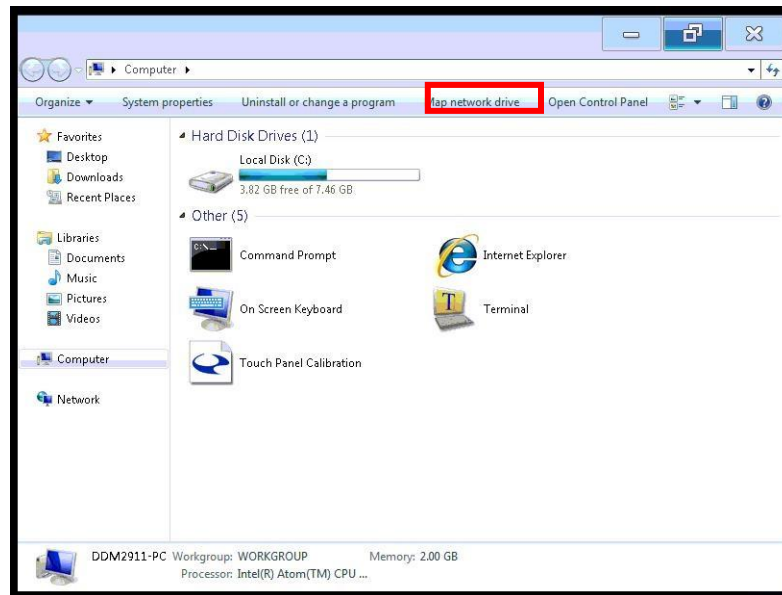 Computer
Organize System properties Uninstall or change a program Map network drive Open Control Panel
Favorites
Desktop
Downloads
Recent Places
Libraries
Documents
Music
Pictures
Videos
Computer
Network
Hard Disk Drives (1)
Local Disk (C:)
3.82 GB free of 7.46 GB
Other (5)
C:\
Command Prompt
Internet Explorer
On Screen Keyboard
T
Terminal
Touch Panel Calibration
DDM2911-PC Workgroup: WORKGROUP Memory: 2.00 GB
Processor: Intel(R) Atom(TM) CPU ...